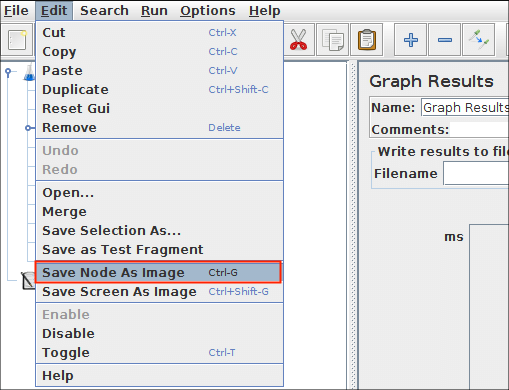 File Edit Search Run Options Help
Cut Ctrl-X
Copy Ctrl-C
Paste Ctrl-V
Duplicate Ctrl+Shift-C
Reset Gui
Remove Delete
Undo
Redo
Open...
Merge
Save Selection As...
Save as Test Fragment
Save Node As Image Ctrl-G
Save Screen As Image Ctrl+Shift-G
Enable
Disable
Toggle Ctrl-T
Help
Graph Results
Name: Graph Results
Comments:
Write results to file
Filename
ms